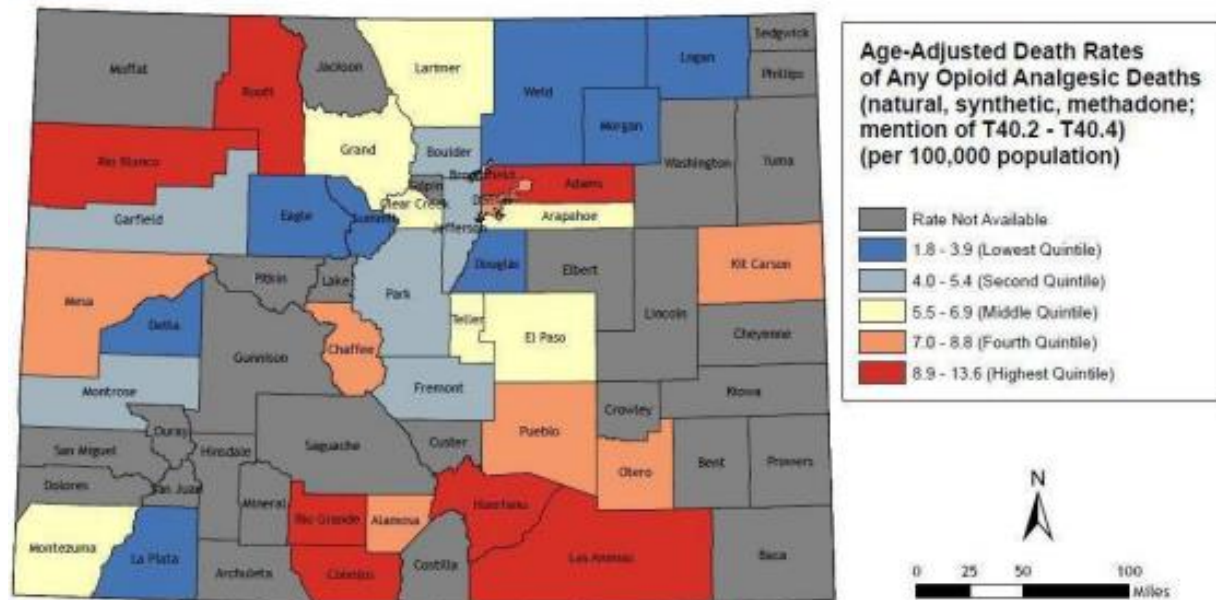 Sedgwick
Moffat
Jackson
Larimer
Logan
Phillips
Routt
Weld
Morgan
Grand
Boulder
Washington
Yuma
Rio Blanco
Gilpin
Adams
Garfield
Eagle
Summit
Clear Creek
Arapahoe
Jefferson
Douglas
Elbert
Kit Carson
Pitkin
Lake
Park
Mesa
Lincoln
Delta
Teller
El Paso
Cheyenne
Gunnison
Chaffee
Montrose
Fremont
Kiowa
Crowley
Ouray
Pueblo
San Miguel
Hinsdale
Saguache
Custer
Otero
Bent
Prowers
Dolores
San Juan
Mineral
Rio Grande
Alamosa
Huerfano
Montezuma
La Plata
Archuleta
Conejos
Costilla
Las Animas
Baca
Age-Adjusted Death Rates
of Any Opioid Analgesic Deaths
(natural, synthetic, methadone;
mention of T40.2 - T40.4)
(per 100,000 population)
Rate Not Available
1.8 - 3.9 (Lowest Quintile)
4.0 - 5.4 (Second Quintile)
5.5 - 6.9 (Middle Quintile)
7.0 - 8.8 (Fourth Quintile)
8.9 - 13.6 (Highest Quintile)
N
0 25 50 100
Miles